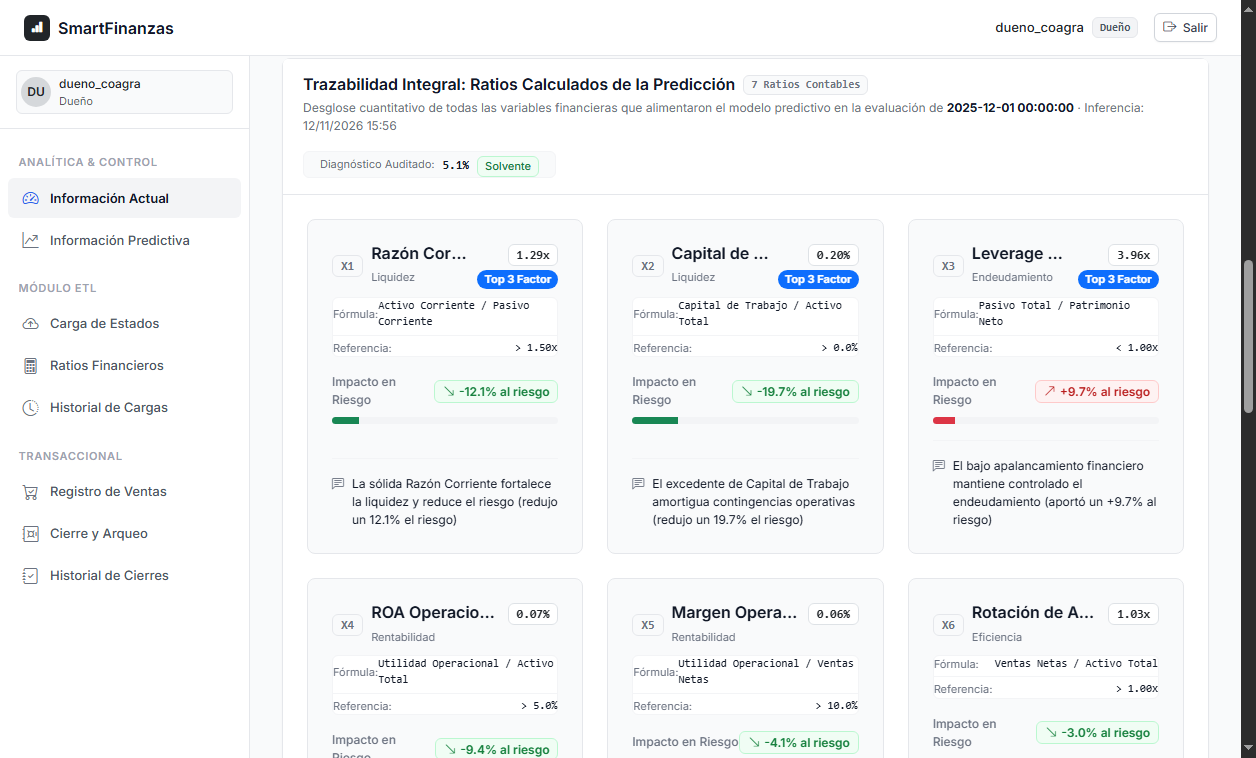 SmartFinanzas
dueno_coagra
Dueño
Salir
DU
dueno_coagra
Dueño
ANALÍTICA & CONTROL
Información Actual
Información Predictiva
MÓDULO ETL
Carga de Estados
Ratios Financieros
Historial de Cargas
TRANSACCIONAL
Registro de Ventas
Cierre y Arqueo
Historial de Cierres
Trazabilidad Integral: Ratios Calculados de la Predicción
7 Ratios Contables
Desglose cuantitativo de todas las variables financieras que alimentaron el modelo predictivo en la evaluación de 2025-12-01 00:00:00 · Inferencia:
12/11/2026 15:56
Diagnóstico Auditado: 5.1% Solvente
X1
Razón Cor...
1.29x
Liquidez
Top 3 Factor
Fórmula: Activo Corriente / Pasivo
Corriente
Referencia: > 1.50x
Impacto en
Riesgo
-12.1% al riesgo
La sólida Razón Corriente fortalece
la liquidez y reduce el riesgo (redujo
un 12.1% el riesgo)
X2
Capital de ...
0.20%
Liquidez
Top 3 Factor
Fórmula: Capital de Trabajo / Activo
Total
Referencia: > 0.0%
Impacto en
Riesgo
-19.7% al riesgo
El excedente de Capital de Trabajo
amortigua contingencias operativas
(redujo un 19.7% el riesgo)
X3
Leverage ...
3.96x
Endeudamiento
Top 3 Factor
Fórmula: Pasivo Total / Patrimonio
Neto
Referencia: < 1.00x
Impacto en
Riesgo
+9.7% al riesgo
El bajo apalancamiento financiero
mantiene controlado el
endeudamiento (aportó un +9.7% al
riesgo)
X4
ROA Operacio...
0.07%
Rentabilidad
Fórmula: Utilidad Operacional / Activo
Total
Referencia: > 5.0%
Impacto en
Riesgo
-9.4% al riesgo
X5
Margen Opera...
0.06%
Rentabilidad
Fórmula: Utilidad Operacional / Ventas
Netas
Referencia: > 10.0%
Impacto en Riesgo
-4.1% al riesgo
X6
Rotación de A...
1.03x
Eficiencia
Fórmula: Ventas Netas / Activo Total
Referencia: > 1.00x
Impacto en
Riesgo
-3.0% al riesgo